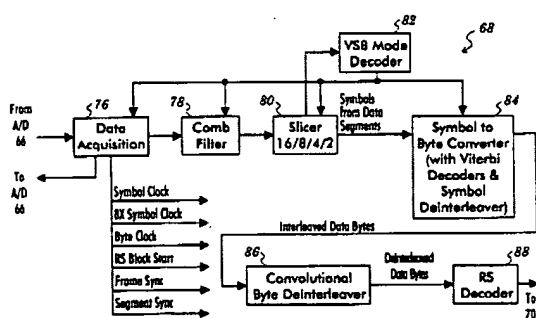 82
VSB Mode
Decoder
68
76
78
80
84
From
A/D
66
Data
Acquisition
Comb
Filter
Slicer
16/8/4/2
Symbols
from Data
Segments
Symbol to
Byte Converter
(with Viterbi
Decoders &
Symbol
Deinterleaver)
To
A/D
66
Symbol Clock
8X Symbol Clock
Byte Clock
RS Block Start
Frame Sync
Segment Sync
Interleaved Data Bytes
86
Convolutional
Byte Deinterleaver
Deinterleaved
Data Bytes
88
RS
Decoder
To
70